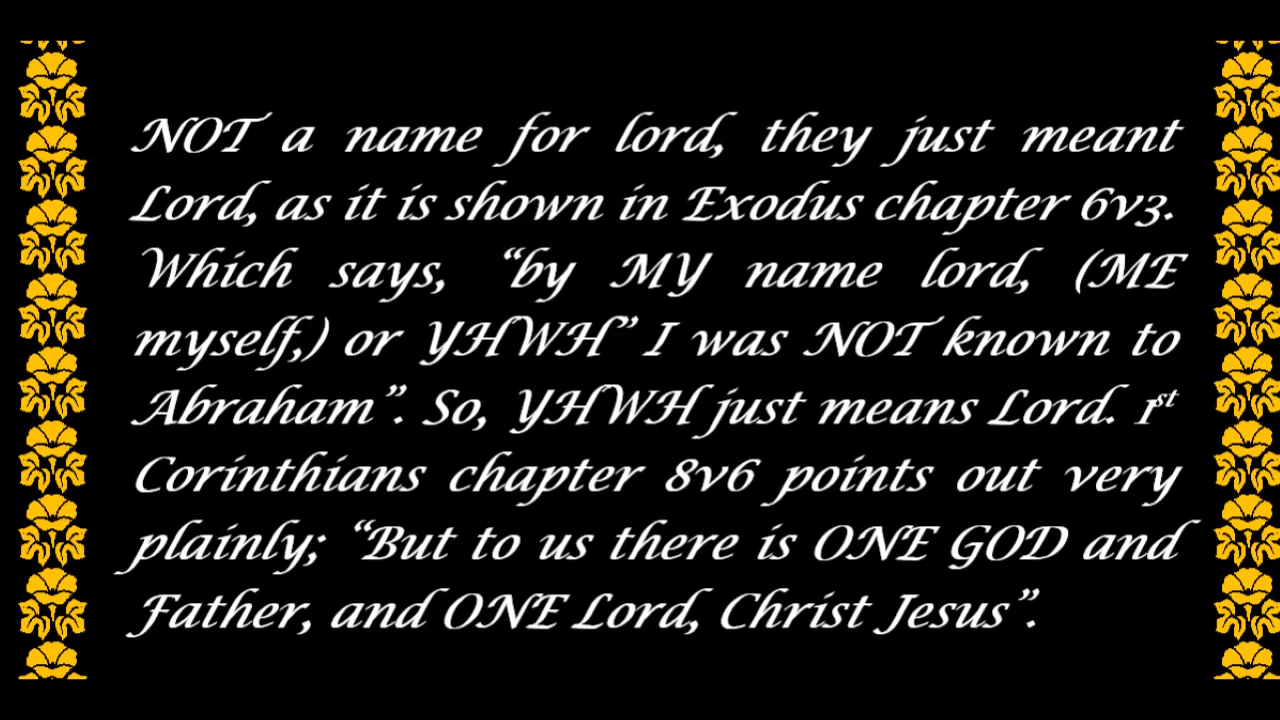 NOT a name for lord, they just meant
Lord, as it is shown in Exodus chapter 6v3.
Which says, “by MY name lord, (ME
myself,) or YHWH” I was NOT known to
Abraham”. So, YHWH just means Lord. 1st
Corinthians chapter 8v6 points out very
plainly; “But to us there is ONE GOD and
Father, and ONE Lord, Christ Jesus”.